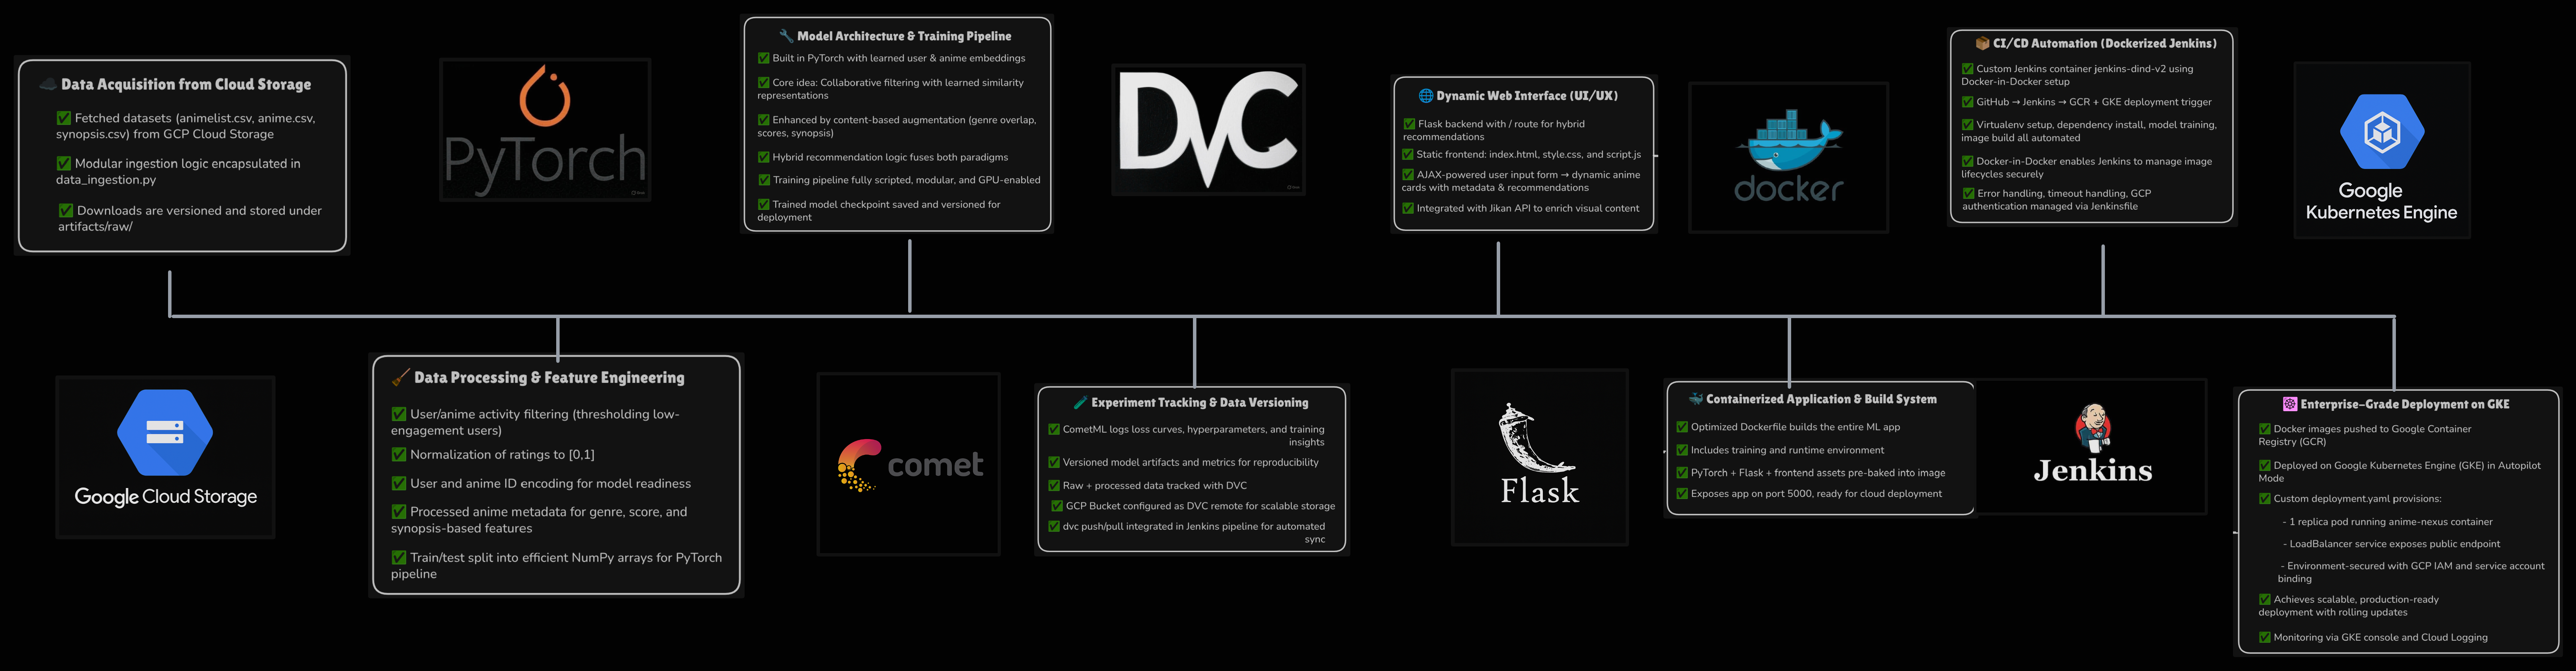 Data Acquisition from Cloud Storage
✅ Fetched datasets (animelist.csv, anime.csv,
synopsis.csv) from GCP Cloud Storage
✅ Modular ingestion logic encapsulated in
data_ingestion.py
✅ Downloads are versioned and stored under
artifacts/raw/
Google Cloud Storage
PyTorch
🧹 Data Processing & Feature Engineering
✅ User/anime activity filtering (thresholding low-
engagement users)
✅ Normalization of ratings to [0,1]
✅ User and anime ID encoding for model readiness
✅ Processed anime metadata for genre, score, and
synopsis-based features
✅ Train/test split into efficient NumPy arrays for PyTorch
pipeline
🔧 Model Architecture & Training Pipeline
✅ Built in PyTorch with learned user & anime embeddings
✅ Core idea: Collaborative filtering with learned similarity
representations
✅ Enhanced by content-based augmentation (genre overlap,
scores, synopsis)
✅ Hybrid recommendation logic fuses both paradigms
✅ Training pipeline fully scripted, modular, and GPU-enabled
✅ Trained model checkpoint saved and versioned for
deployment
comet
DVC
🧪 Experiment Tracking & Data Versioning
✅ CometML logs loss curves, hyperparameters, and training
insights
✅ Versioned model artifacts and metrics for reproducibility
✅ Raw + processed data tracked with DVC
✅ GCP Bucket configured as DVC remote for scalable storage
✅ dvc push/pull integrated in Jenkins pipeline for automated
sync
🌐 Dynamic Web Interface (UI/UX)
✅ Flask backend with / route for hybrid
recommendations
✅ Static frontend: index.html, style.css, and script.js
✅ AJAX-powered user input form → dynamic anime
cards with metadata & recommendations
✅ Integrated with Jikan API to enrich visual content
Flask
docker
🐳 Containerized Application & Build System
✅ Optimized Dockerfile builds the entire ML app
✅ Includes training and runtime environment
✅ PyTorch + Flask + frontend assets pre-baked into image
✅ Exposes app on port 5000, ready for cloud deployment
📦 CI/CD Automation (Dockerized Jenkins)
✅ Custom Jenkins container jenkins-dind-v2 using
Docker-in-Docker setup
✅ GitHub → Jenkins → GCR + GKE deployment trigger
✅ Virtualenv setup, dependency install, model training,
image build all automated
✅ Docker-in-Docker enables Jenkins to manage image
lifecycles securely
✅ Error handling, timeout handling, GCP
authentication managed via Jenkinsfile
Jenkins
Google
Kubernetes Engine
☸️ Enterprise-Grade Deployment on GKE
✅ Docker images pushed to Google Container
Registry (GCR)
✅ Deployed on Google Kubernetes Engine (GKE) in Autopilot
Mode
✅ Custom deployment.yaml provisions:
- 1 replica pod running anime-nexus container
- LoadBalancer service exposes public endpoint
- Environment-secured with GCP IAM and service account
binding
✅ Achieves scalable, production-ready
deployment with rolling updates
✅ Monitoring via GKE console and Cloud Logging